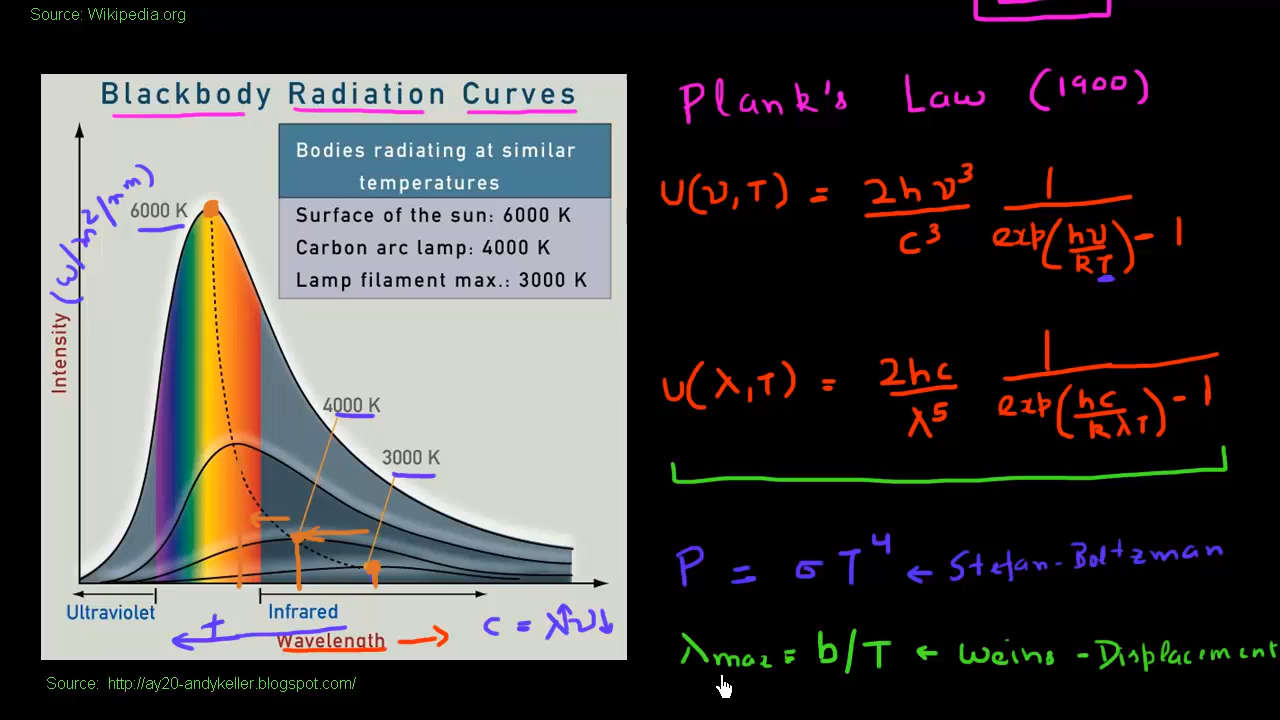 Source: Wikipedia.org
Blackbody Radiation Curves
Bodies radiating at similar
temperatures
Surface of the sun: 6000 K
Carbon arc lamp: 4000 K
Lamp filament max.: 3000 K
6000 K
(W/m²/nm)
Intensity
4000 K
3000 K
Ultraviolet
Infrared
Wavelength
C = λ↑ν↓
Source: http://ay20-andykeller.blogspot.com/
Plank's Law (1900)
U(ν,T) = 2hν³/c³ 1/exp(hν/kT) - 1
U(λ,T) = 2hc/λ⁵ 1/exp(hc/kλT) - 1
P = σT⁴ ← Stefan-Boltzman
λmax = b/T ← Weins - Displacement